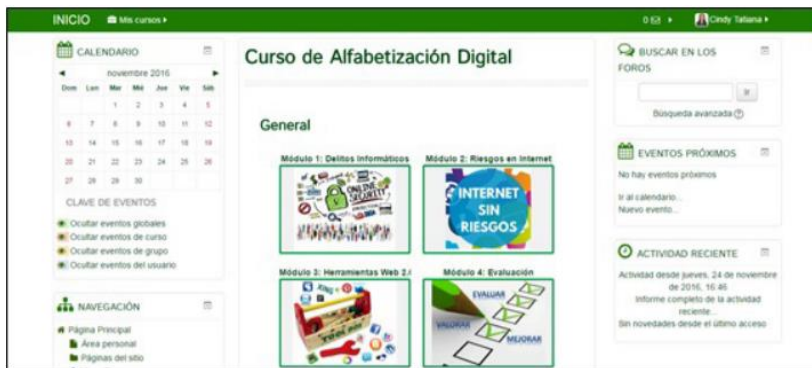 INICIO
Mis cursos
0
Cindy Tatiana
CALENDARIO
noviembre 2016
Dom Lun Mar Mié Jue Vie Sáb
1 2 3 4 5
6 7 8 9 10 11 12
13 14 15 16 17 18 19
20 21 22 23 24 25 26
27 28 29 30
CLAVE DE EVENTOS
Ocultar eventos globales
Ocultar eventos de curso
Ocultar eventos de grupo
Ocultar eventos del usuario
NAVEGACIÓN
Página Principal
Área personal
Páginas del sitio
Curso de Alfabetización Digital
General
Módulo 1: Delitos Informáticos
ONLINE
SECURITY
Módulo 2: Riesgos en Internet
INTERNET
SIN
RIESGOS
Módulo 3: Herramientas Web 2.
XING
Módulo 4: Evaluación
EVALUAR
VALORAR
MEJORAR
BUSCAR EN LOS
FOROS
Ir
Búsqueda avanzada
EVENTOS PRÓXIMOS
No hay eventos próximos
Ir al calendario...
Nuevo evento...
ACTIVIDAD RECIENTE
Actividad desde jueves, 24 de noviembre
de 2016, 16:46
Informe completo de la actividad
reciente...
Sin novedades desde el último acceso